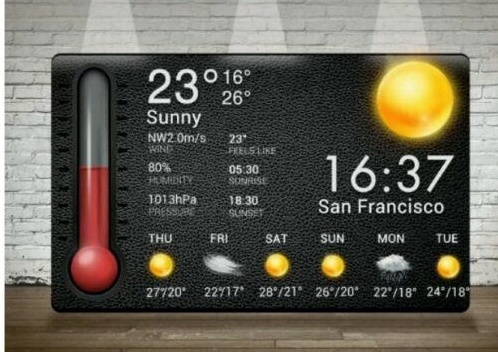 23° 16°
26°
Sunny
NW2.0m/s 23°
WIND FEELS LIKE
80% 05:30
HUMIDITY SUNRISE
1013hPa 18:30
PRESSURE SUNSET
16:37
San Francisco
THU FRI SAT SUN MON TUE
27°/20° 22°/17° 28°/21° 26°/20° 22°/18° 24°/18°